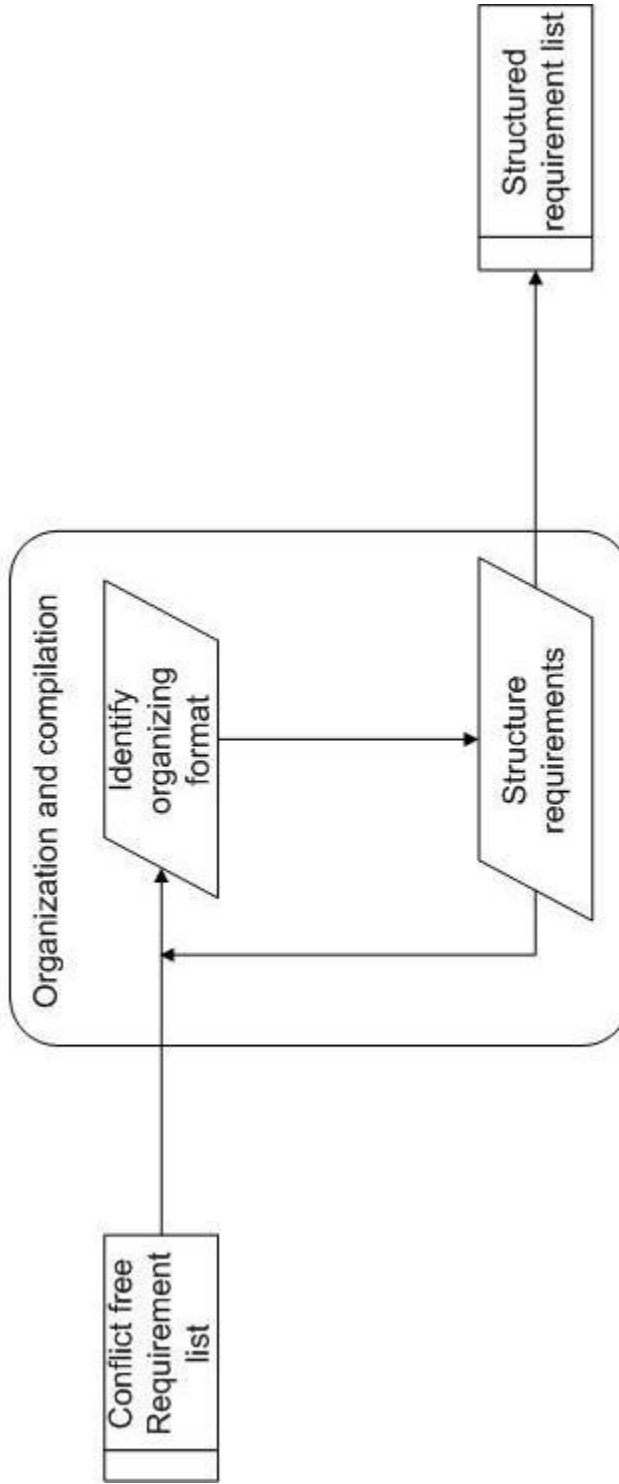 Organization and compilation
Conflict free
Requirement
list
Identify
organizing
format
Structure
requirements
Structured
requirement list